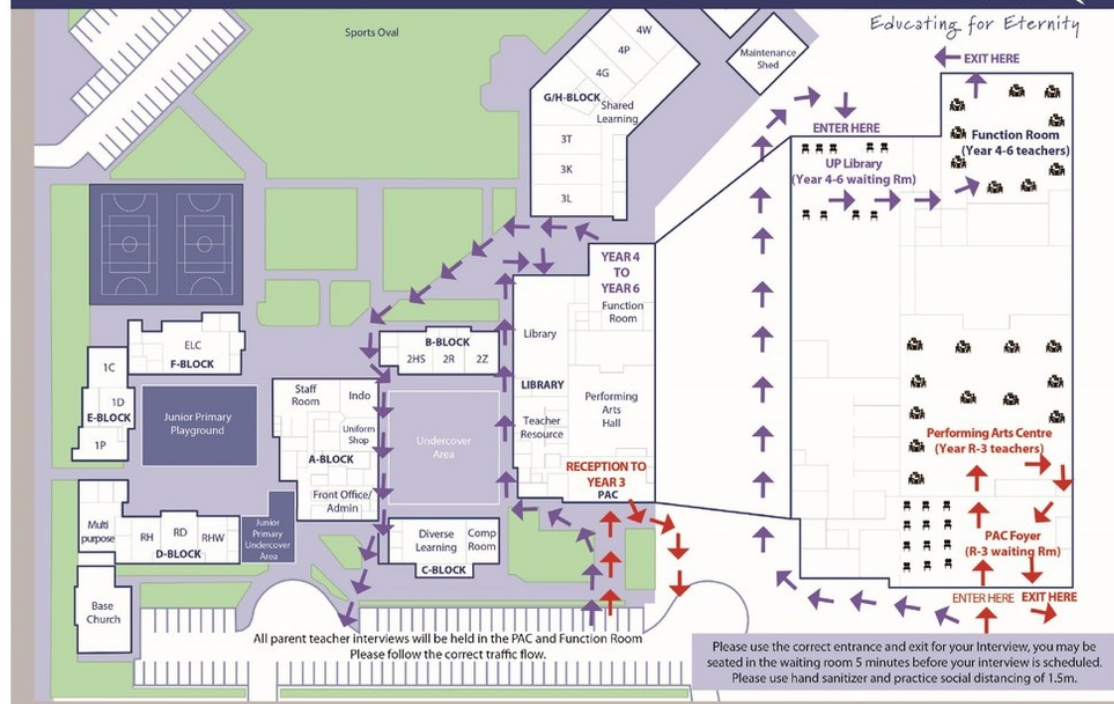 Educating for Eternity
Sports Oval
4W
4P
4G
G/H-BLOCK
Shared
Learning
3T
3K
3L
Maintenance
Shed
EXIT HERE
ENTER HERE
Function Room
(Year 4-6 teachers)
UP Library
(Year 4-6 waiting Rm)
YEAR 4
TO
YEAR 6
Function
Room
Library
LIBRARY
Performing
Arts
Hall
Teacher
Resource
RECEPTION TO
YEAR 3
PAC
B-BLOCK
2HS
2R
2Z
ELC
F-BLOCK
1C
1D
E-BLOCK
1P
Junior Primary
Playground
Staff
Room
Indo
Uniform
Shop
A-BLOCK
Front Office/
Admin
Undercover
Area
Performing Arts Centre
(Year R-3 teachers)
Multi
purpose
RH
RD
RHW
D-BLOCK
Junior
Primary
Undercover
Area
Diverse
Learning
Comp
Room
C-BLOCK
PAC Foyer
(R-3 waiting Rm)
ENTER HERE
EXIT HERE
Base
Church
All parent teacher interviews will be held in the PAC and Function Room
Please follow the correct traffic flow.
Please use the correct entrance and exit for your Interview, you may be
seated in the waiting room 5 minutes before your interview is scheduled.
Please use hand sanitizer and practice social distancing of 1.5m.